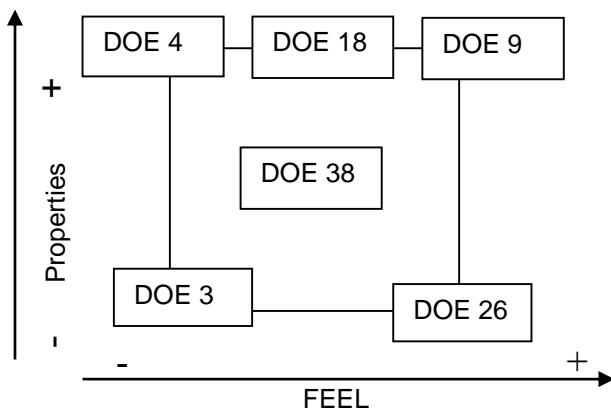 DOE 4
DOE 18
DOE 9
+
DOE 38
Properties
DOE 3
DOE 26
-
-
+
FEEL